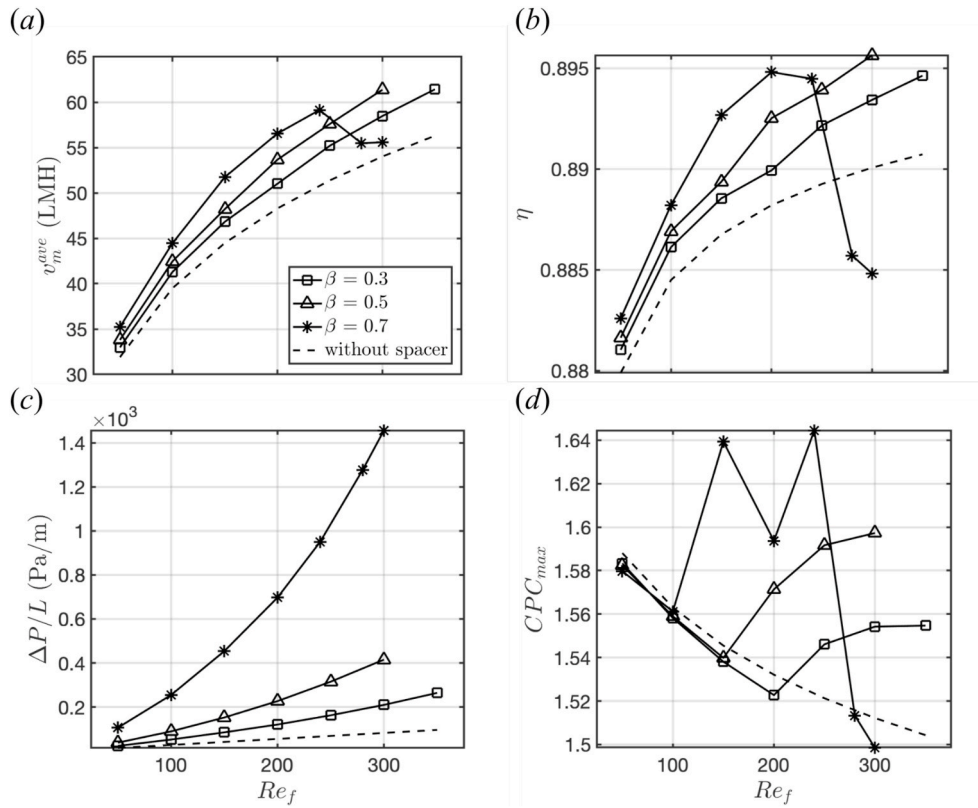 (a)
65
60
55
50
45
40
35
30
v_m^{ave} (LMH)
β = 0.3
β = 0.5
β = 0.7
without spacer
(b)
0.895
0.89
0.885
0.88
η
(c)
×10³
1.4
1.2
1
0.8
0.6
0.4
0.2
ΔP/L (Pa/m)
100 200 300
Re_f
(d)
1.64
1.62
1.6
1.58
1.56
1.54
1.52
1.5
CPC_{max}
100 200 300
Re_f